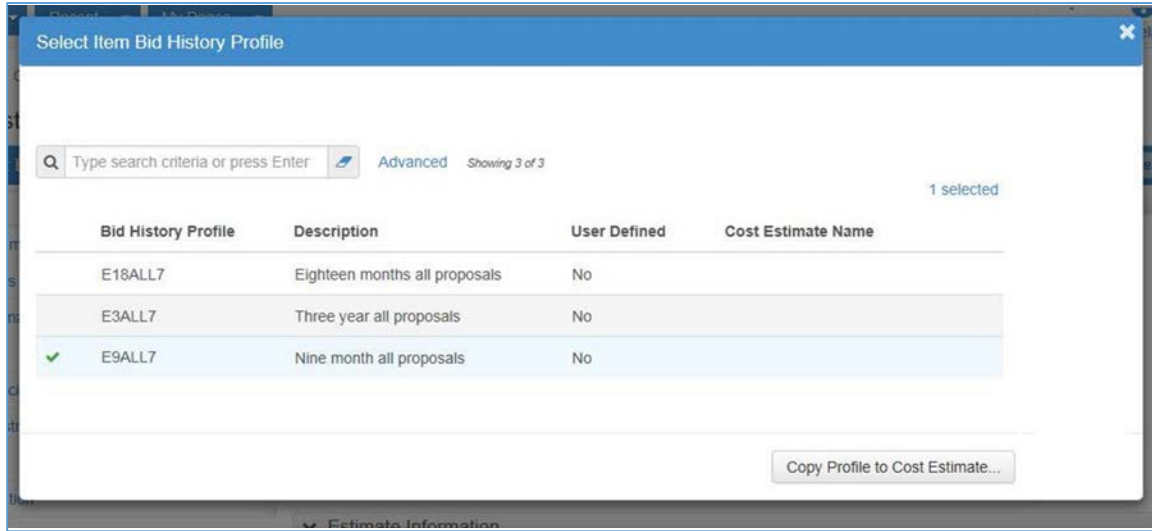 Select Item Bid History Profile
Type search criteria or press Enter Advanced Showing 3 of 3
1 selected
Bid History Profile Description User Defined Cost Estimate Name
E18ALL7 Eighteen months all proposals No
E3ALL7 Three year all proposals No
E9ALL7 Nine month all proposals No
Copy Profile to Cost Estimate...
Estimate Information